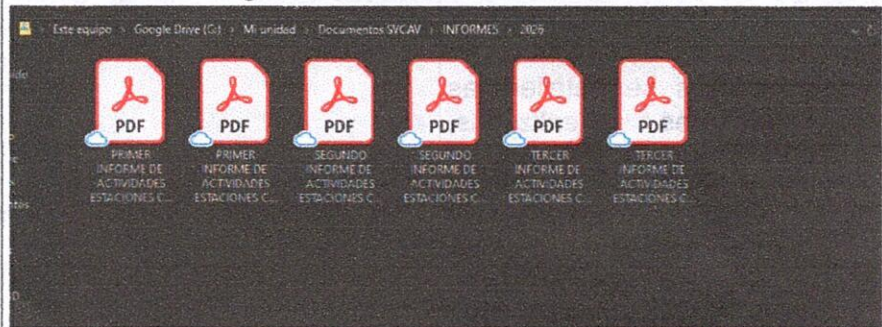 Este equipo > Google Drive (G:) > Mi unidad > Documentos SVCAV > INFORMES > 2026
PDF PDF PDF PDF PDF PDF
PRIMER PRIMER SEGUNDO SEGUNDO TERCER TERCER
INFORME DE INFORME DE INFORME DE INFORME DE INFORME DE INFORME DE
ACTIVIDADES ACTIVIDADES ACTIVIDADES ACTIVIDADES ACTIVIDADES ACTIVIDADES
ESTACIONES C... ESTACIONES C... ESTACIONES C... ESTACIONES C... ESTACIONES C... ESTACIONES C...